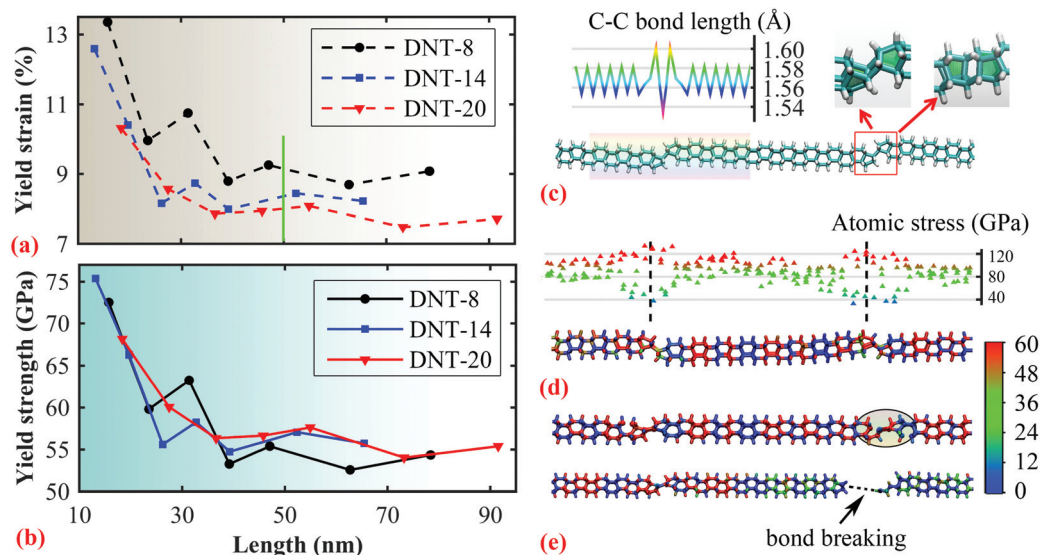 13
11
9
7
Yield strain (%)
DNT-8
DNT-14
DNT-20
(a)
75
70
65
60
55
50
Yield strength (GPa)
DNT-8
DNT-14
DNT-20
10 30 50 70 90
Length (nm)
(b)
C-C bond length (Å)
1.60
1.58
1.56
1.54
(c)
Atomic stress (GPa)
120
80
40
(d)
60
48
36
24
12
0
bond breaking
(e)